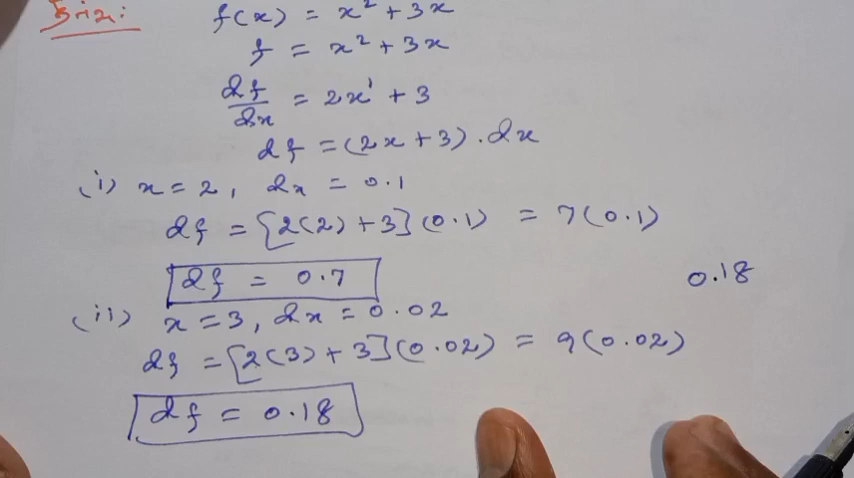 தீர்வு:
f(x) = x² + 3x
f = x² + 3x
df/dx = 2x¹ + 3
df = (2x + 3) . dx
(i) x = 2, dx = 0.1
df = [2(2) + 3] (0.1) = 7(0.1)
df = 0.7
0.18
(ii) x = 3, dx = 0.02
df = [2(3) + 3] (0.02) = 9(0.02)
df = 0.18